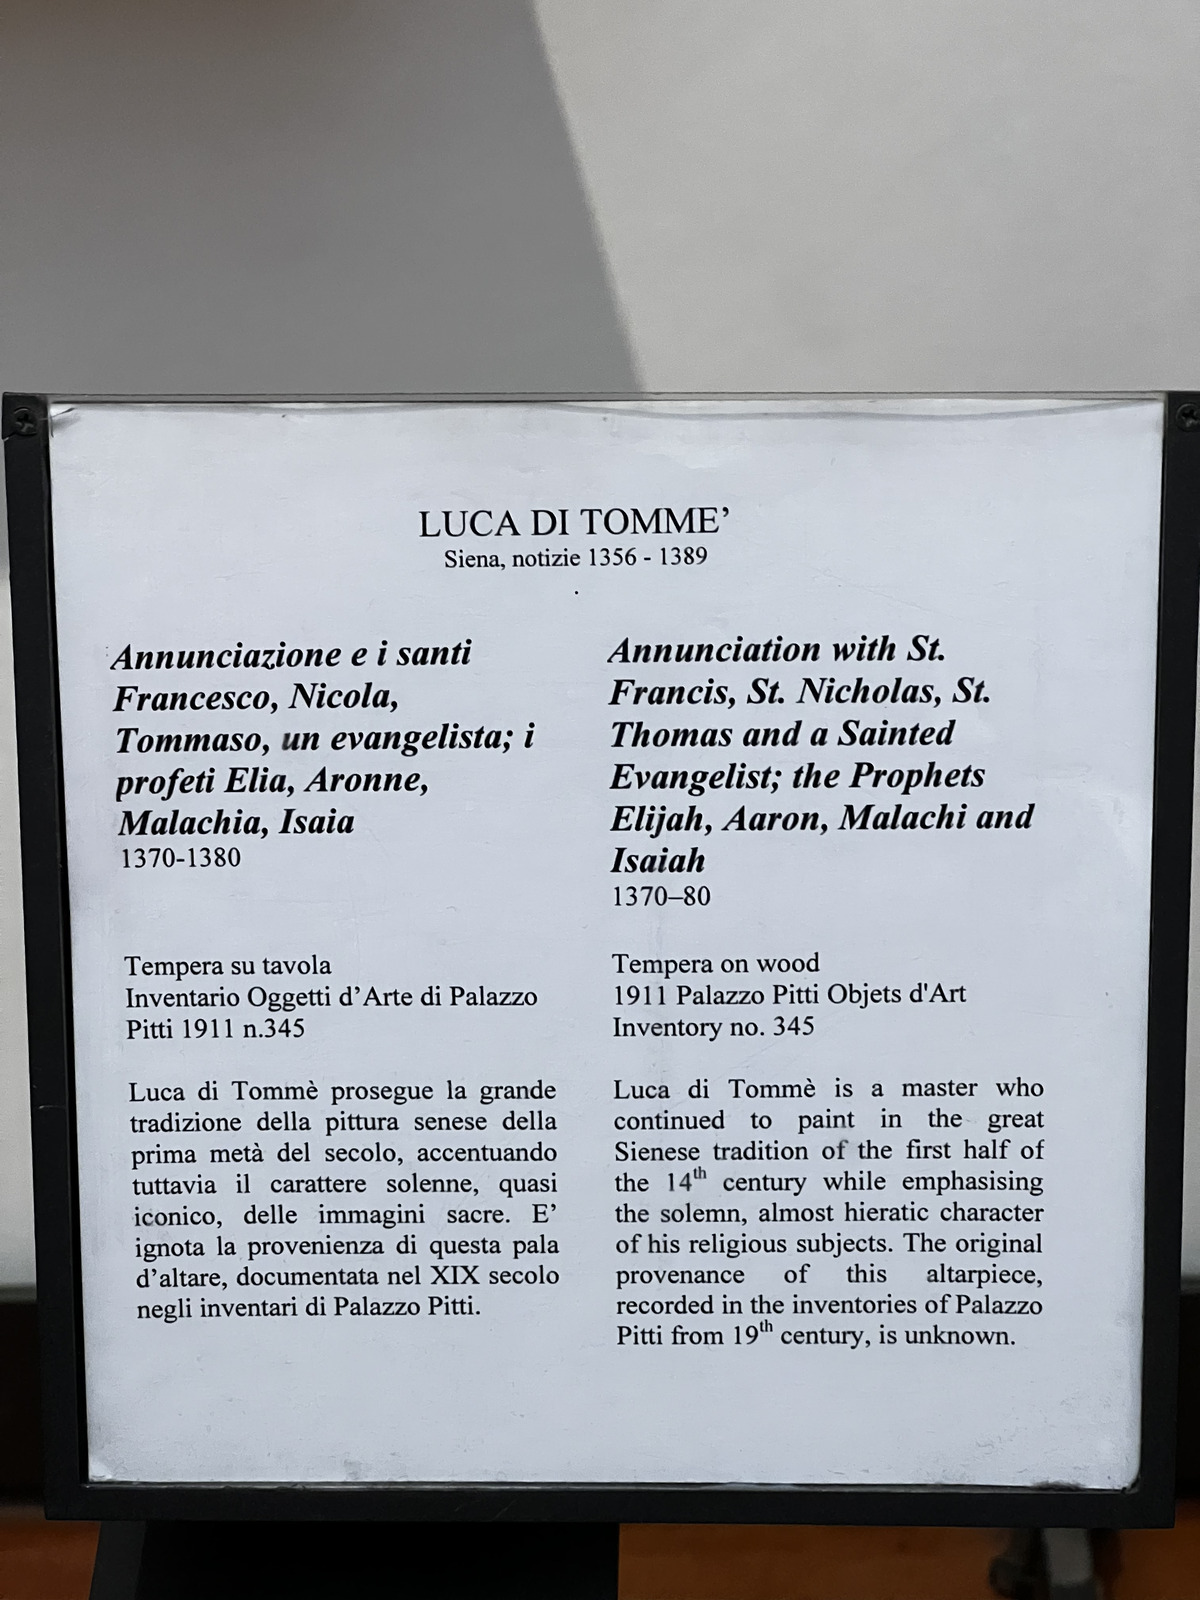 LUCA DI TOMME’
Siena, notizie 1356 - 1389
Annunciazione e i santi
Francesco, Nicola,
Tommaso, un evangelista; i
profeti Elia, Aronne,
Malachia, Isaia
1370-1380
Tempera su tavola
Inventario Oggetti d’Arte di Palazzo
Pitti 1911 n.345
Luca di Tommè prosegue la grande
tradizione della pittura senese della
prima metà del secolo, accentuando
tuttavia il carattere solenne, quasi
iconico, delle immagini sacre. E’
ignota la provenienza di questa pala
d’altare, documentata nel XIX secolo
negli inventari di Palazzo Pitti.
Annunciation with St.
Francis, St. Nicholas, St.
Thomas and a Sainted
Evangelist; the Prophets
Elijah, Aaron, Malachi and
Isaiah
1370–80
Tempera on wood
1911 Palazzo Pitti Objets d'Art
Inventory no. 345
Luca di Tommè is a master who
continued to paint in the great
Sienese tradition of the first half of
the 14th century while emphasising
the solemn, almost hieratic character
of his religious subjects. The original
provenance of this altarpiece,
recorded in the inventories of Palazzo
Pitti from 19th century, is unknown.